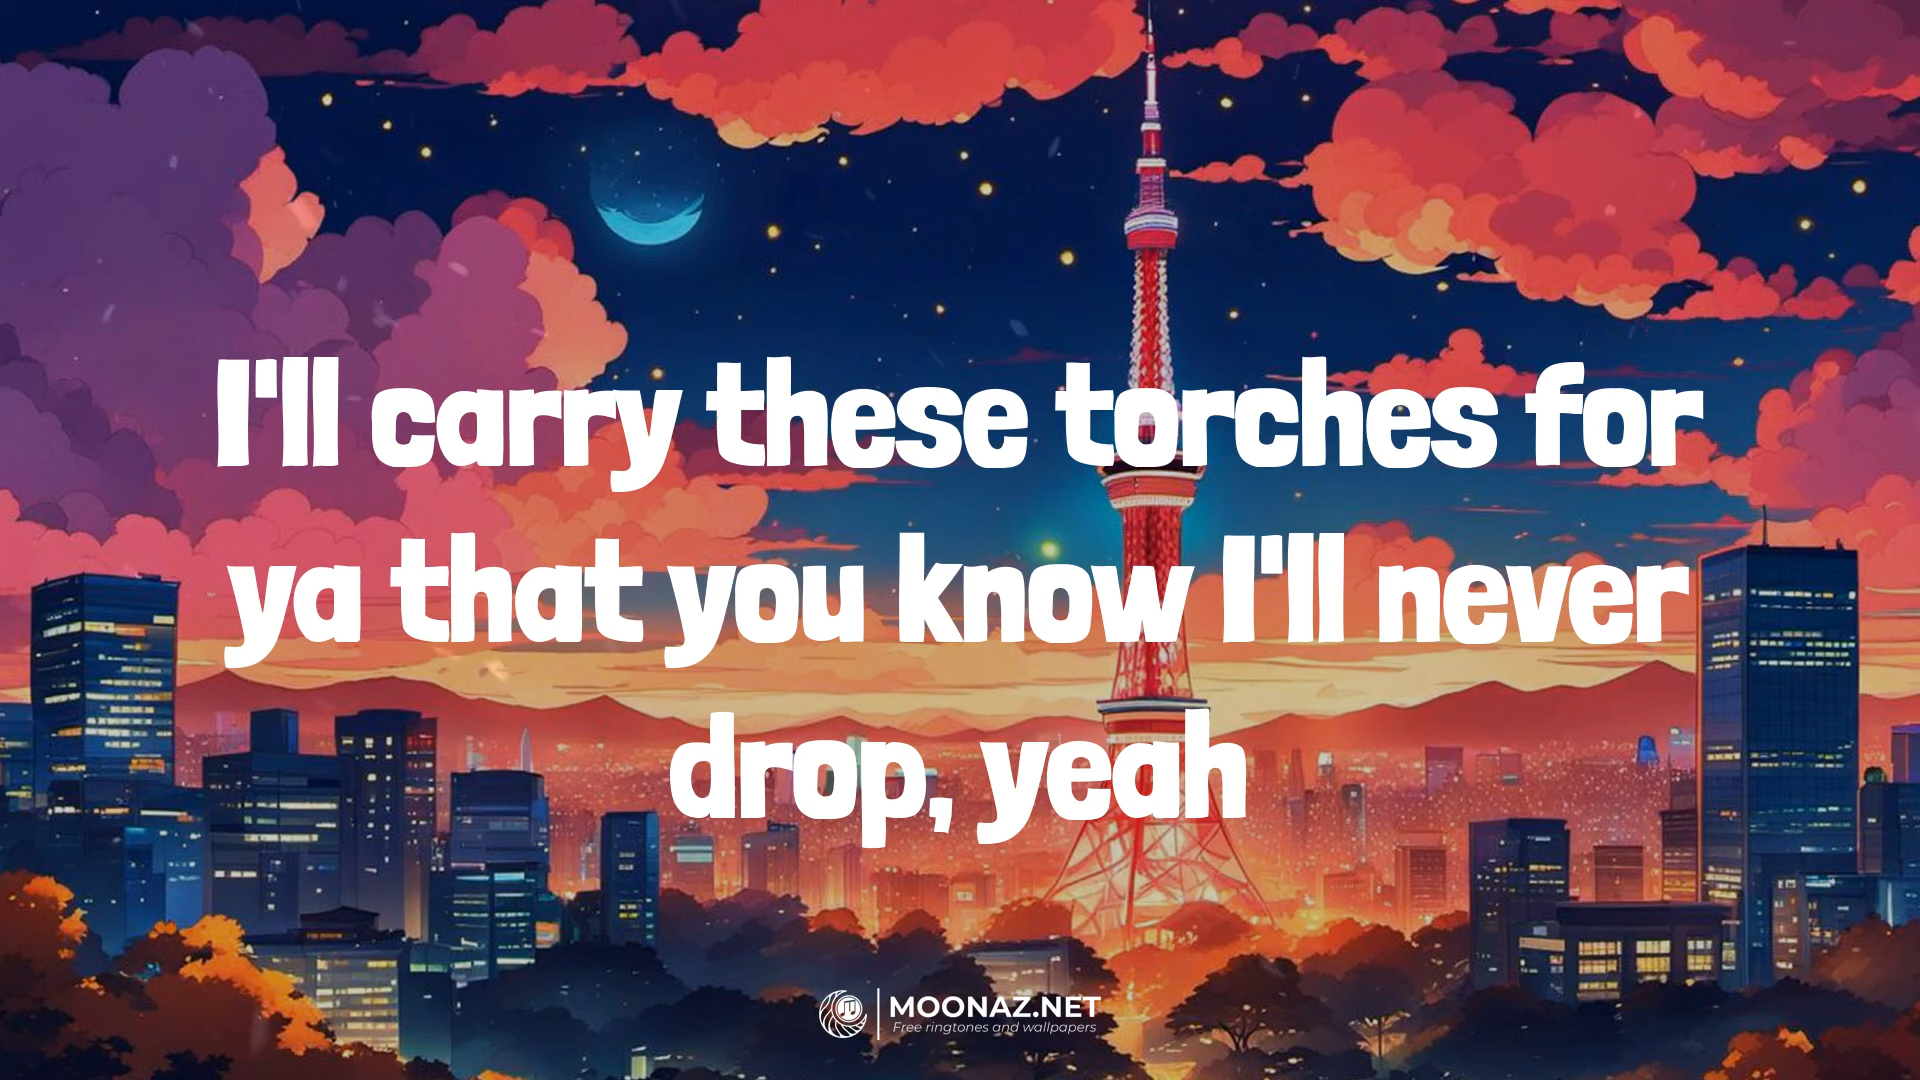 I'll carry these torches for
ya that you know I'll never
drop, yeah
MOONAZ.NET
Free ringtones and wallpapers